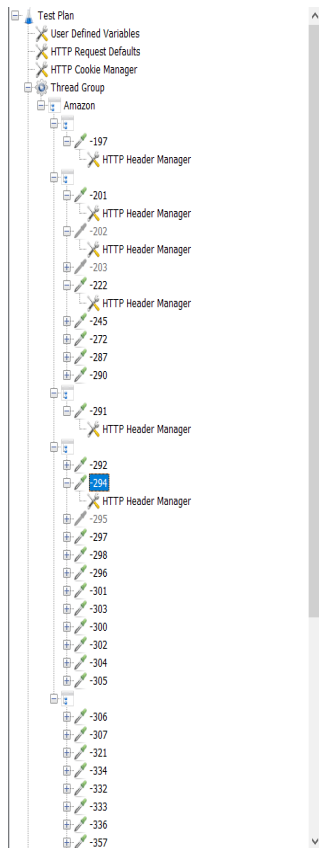 Test Plan
User Defined Variables
HTTP Request Defaults
HTTP Cookie Manager
Thread Group
Amazon
-197
HTTP Header Manager
-201
HTTP Header Manager
-202
HTTP Header Manager
-203
-222
HTTP Header Manager
-245
-272
-287
-290
-291
HTTP Header Manager
-292
-294
HTTP Header Manager
-295
-297
-298
-296
-301
-303
-300
-302
-304
-305
-306
-307
-321
-334
-332
-333
-336
-357